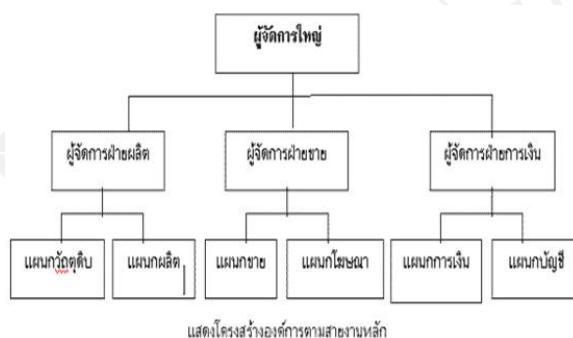 ผู้จัดการใหญ่
ผู้จัดการฝ่ายผลิต
ผู้จัดการฝ่ายขาย
ผู้จัดการฝ่ายการเงิน
แผนกวัถตุดิบ
แผนกผลิต
แผนกขาย
แผนกโฆษณา
แผนกการเงิน
แผนกบัญชี
แสดงโครงสร้างองค์การตามสายงานหลัก